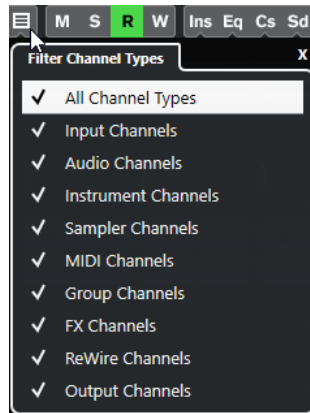 M S R W Ins Eq Cs Sd
Filter Channel Types X
All Channel Types
Input Channels
Audio Channels
Instrument Channels
Sampler Channels
MIDI Channels
Group Channels
FX Channels
ReWire Channels
Output Channels